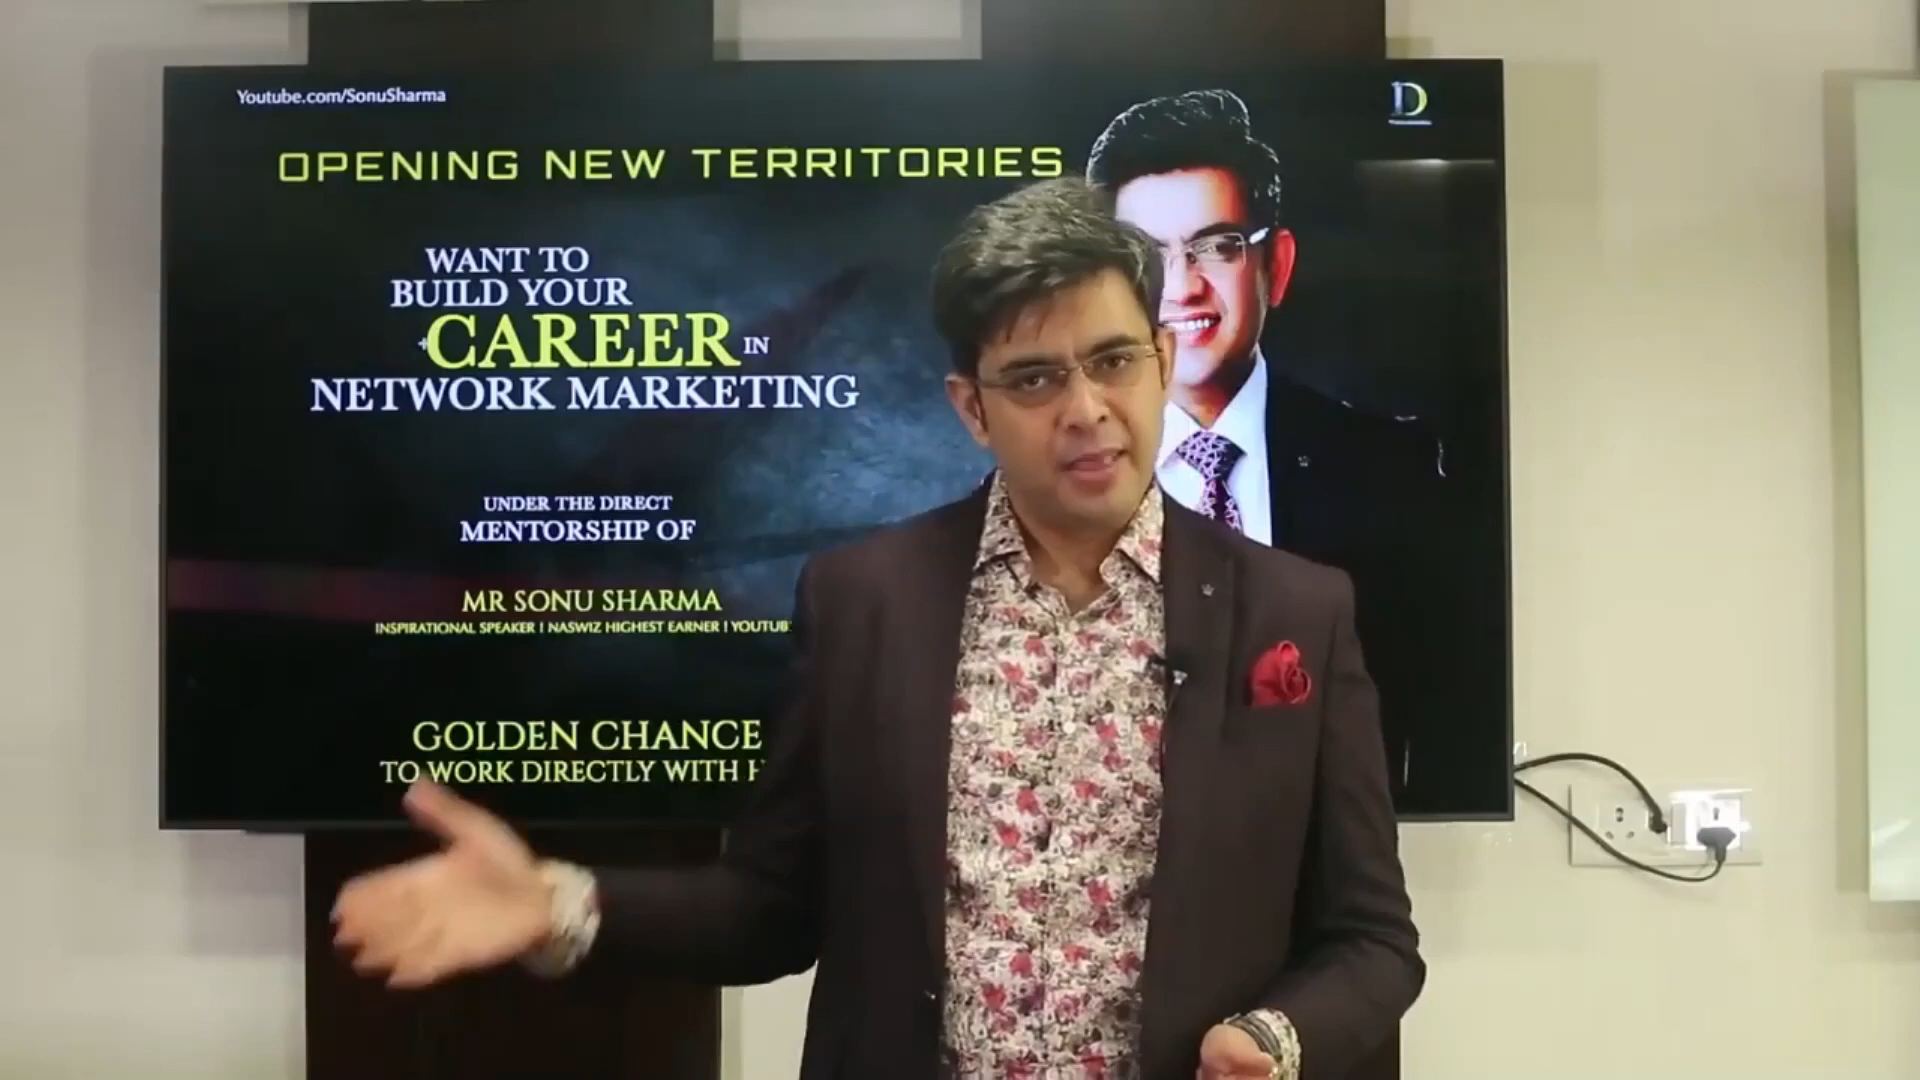 Youtube.com/SonuSharma
D
OPENING NEW TERRITORIES
WANT TO
BUILD YOUR
CAREER IN
NETWORK MARKETING
UNDER THE DIRECT
MENTORSHIP OF
MR SONU SHARMA
INSPIRATIONAL SPEAKER | NASWIZ HIGHEST EARNER |
GOLDEN CHANCE
TO WORK DIRECTLY WITH